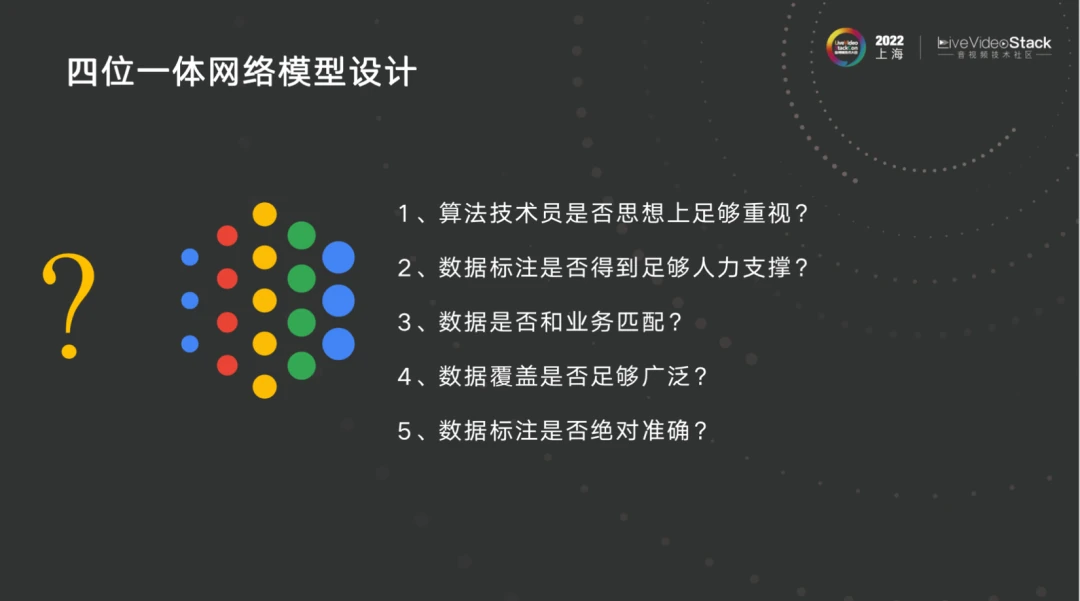 四位一体网络模型设计
2022
上海
LiveVideoStack
音视频技术社区
?
1、算法技术员是否思想上足够重视？
2、数据标注是否得到足够人力支撑？
3、数据是否和业务匹配？
4、数据覆盖是否足够广泛？
5、数据标注是否绝对准确？